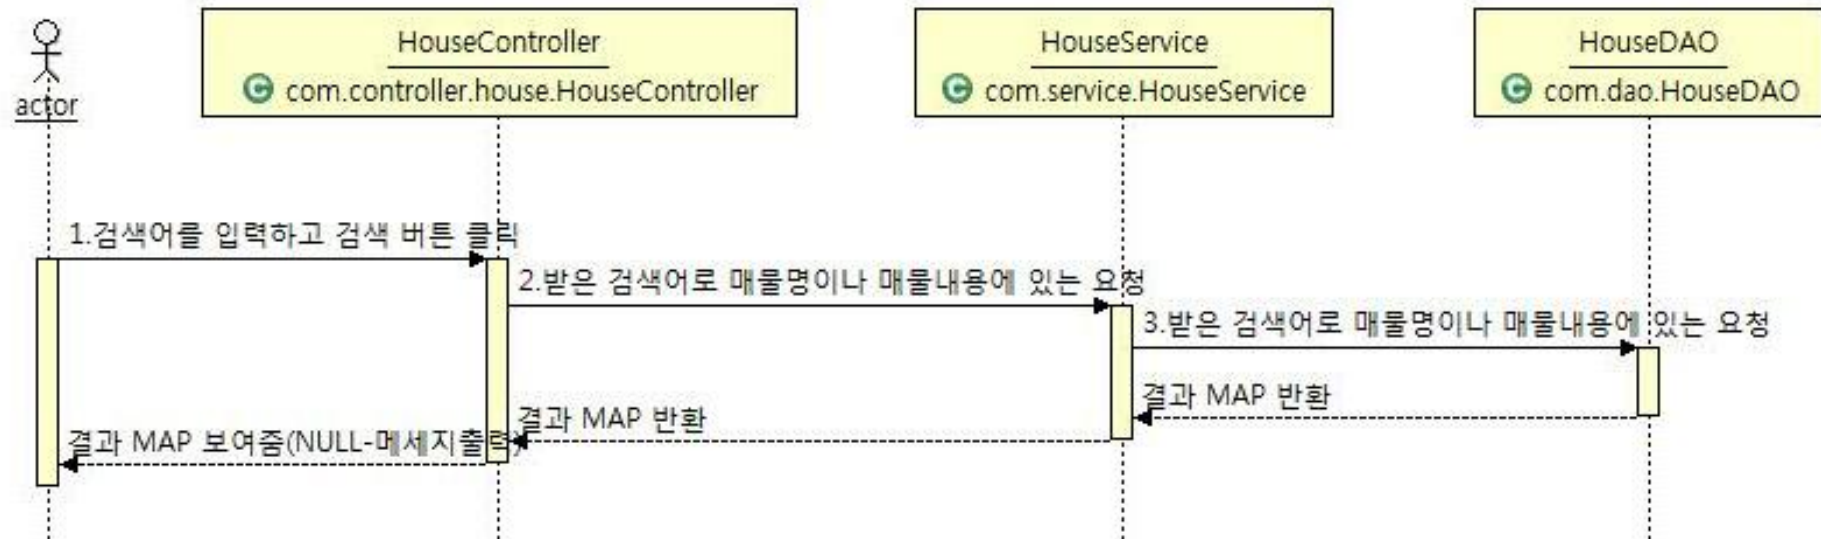 actor
HouseController
com.controller.house.HouseController
HouseService
com.service.HouseService
HouseDAO
com.dao.HouseDAO
1.검색어를 입력하고 검색 버튼 클릭
2.받은 검색어로 매물명이나 매물내용에 있는 요청
3.받은 검색어로 매물명이나 매물내용에 있는 요청
결과 MAP 반환
결과 MAP 반환
결과 MAP 보여줌(NULL-메세지출력)